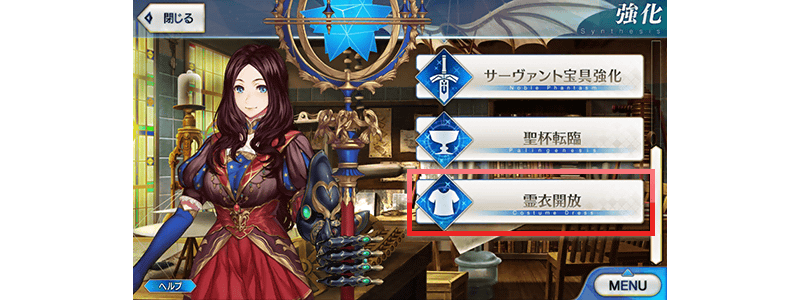 閉じる
強化
Synthesis
サーヴァント宝具強化
Noble Phantasm
聖杯転臨
Palingenesis
霊衣開放
Costume Dress
ヘルプ
MENU